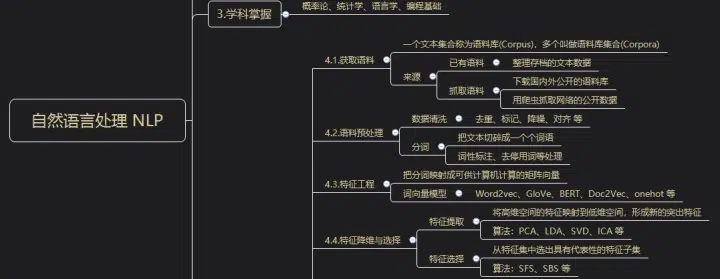 3.学科掌握
概率论、统计学、语言学、编程基础
自然语言处理 NLP
4.1.获取语料
一个文本集合称为语料库(Corpus)，多个叫做语料库集合(Corpora)
来源
已有语料
整理存档的文本数据
抓取语料
下载国内外公开的语料库
用爬虫抓取网络的公开数据
4.2.语料预处理
数据清洗
去重、标记、降噪、对齐 等
分词
把文本切碎成一个个词语
词性标注、去停用词等处理
4.3.特征工程
把分词映射成可供计算机计算的矩阵向量
词向量模型
Word2vec、GloVe、BERT、Doc2Vec、onehot 等
4.4.特征降维与选择
特征提取
将高维空间的特征映射到低维空间，形成新的突出特征
算法：PCA、LDA、SVD、ICA 等
特征选择
从特征集中选出具有代表性的特征子集
算法：SFS、SBS 等